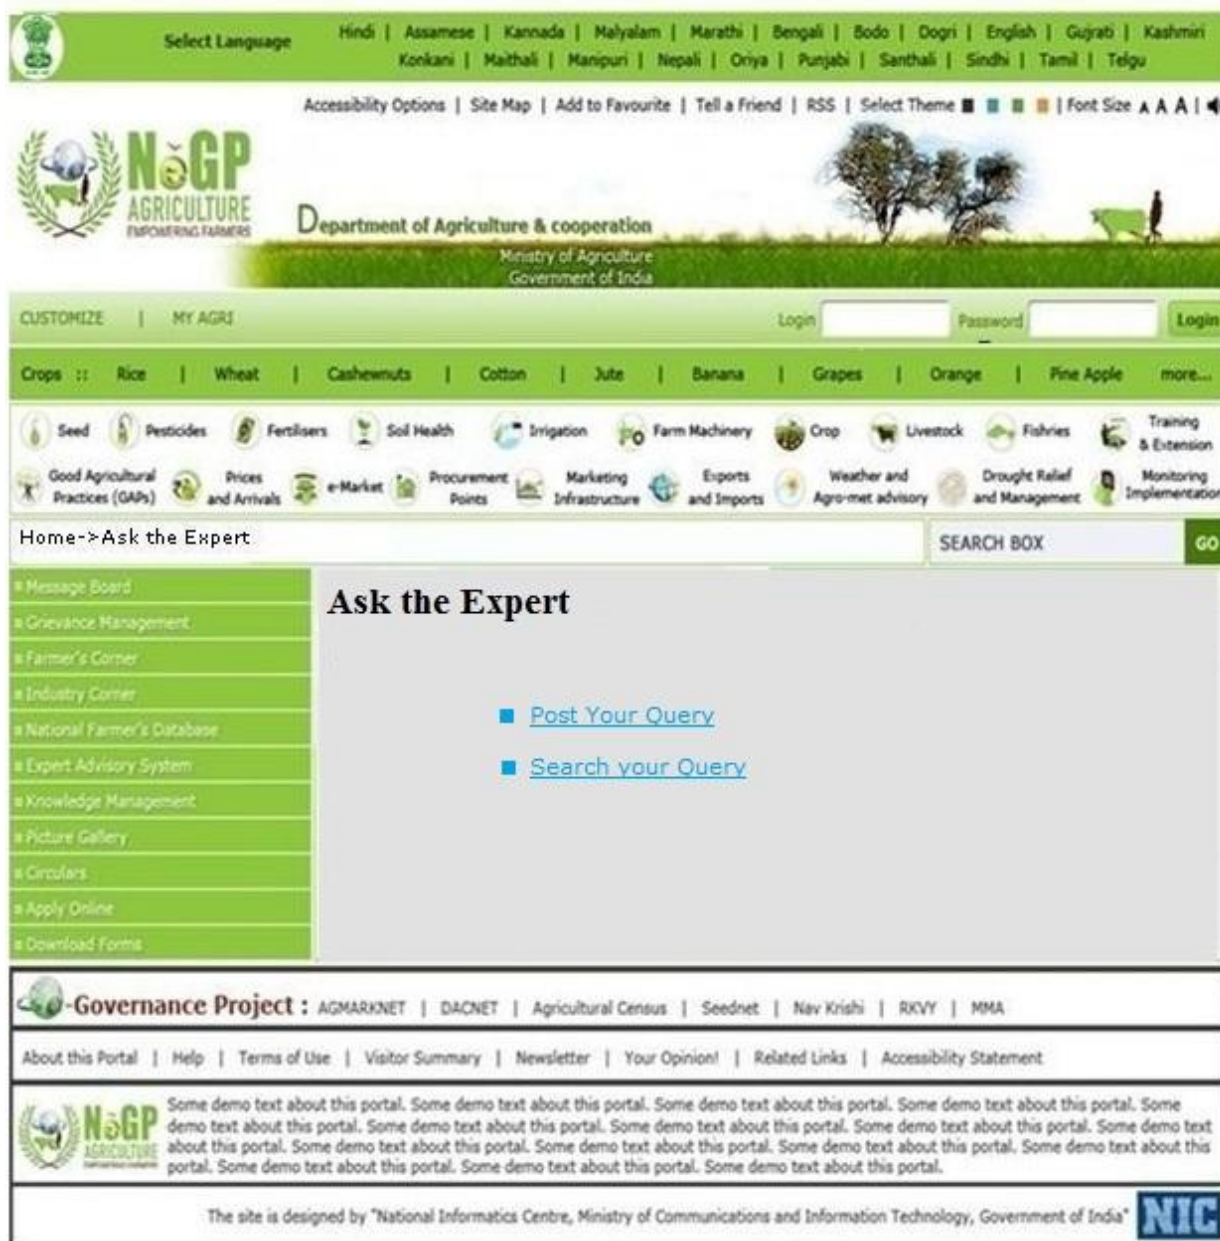 Select Language
Hindi | Assamese | Kannada | Malyalam | Marathi | Bengali | Bodo | Dogri | English | Gujrati | Kashmiri
Konkani | Maithali | Manipuri | Nepali | Oriya | Punjabi | Santhali | Sindhi | Tamil | Telgu
Accessibility Options | Site Map | Add to Favourite | Tell a Friend | RSS | Select Theme | Font Size A A A |
NeGP
AGRICULTURE
EMPOWERING FARMERS
Department of Agriculture & cooperation
Ministry of Agriculture
Government of India
CUSTOMIZE | MY AGRI
Login Password Login
Crops :: Rice | Wheat | Cashewnuts | Cotton | Jute | Banana | Grapes | Orange | Pine Apple more...
Seed Pesticides Fertilisers Soil Health Irrigation Farm Machinery Crop Livestock Fishries Training & Extension
Good Agricultural Practices (GAPs) Prices and Arrivals e-Market Procurement Points Marketing Infrastructure Exports and Imports Weather and Agro-met advisory Drought Relief and Management Monitoring Implementation
Home->Ask the Expert
SEARCH BOX GO
Message Board
Grievance Management
Farmer's Corner
Industry Corner
National Farmer's Database
Expert Advisory System
Knowledge Management
Picture Gallery
Circulars
Apply Online
Download Forms
Ask the Expert
Post Your Query
Search your Query
e-Governance Project : AGMARKNET | DACNET | Agricultural Census | Seednet | Nav Krishi | RKVY | MMA
About this Portal | Help | Terms of Use | Visitor Summary | Newsletter | Your Opinion! | Related Links | Accessibility Statement
NeGP
AGRICULTURE
EMPOWERING FARMERS
Some demo text about this portal. Some demo text about this portal. Some demo text about this portal. Some demo text about this portal. Some
demo text about this portal. Some demo text about this portal. Some demo text about this portal. Some demo text about this portal. Some demo text
about this portal. Some demo text about this portal. Some demo text about this portal. Some demo text about this portal. Some demo text about this
portal. Some demo text about this portal. Some demo text about this portal. Some demo text about this portal.
The site is designed by "National Informatics Centre, Ministry of Communications and Information Technology, Government of India"
NIC